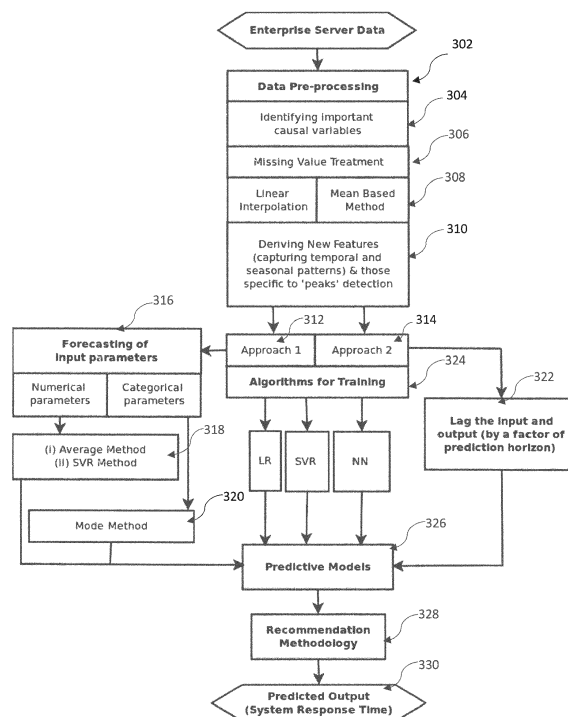 Enterprise Server Data
302
Data Pre-processing
304
Identifying important
causal variables
306
Missing Value Treatment
308
Linear
Interpolation
Mean Based
Method
310
Deriving New Features
(capturing temporal and
seasonal patterns) & those
specific to 'peaks' detection
316
312
314
Forecasting of
Input parameters
Approach 1
Approach 2
324
Algorithms for Training
322
Numerical
parameters
Categorical
parameters
Lag the input and
output (by a factor of
prediction horizon)
318
(i) Average Method
(ii) SVR Method
LR
SVR
NN
320
Mode Method
326
Predictive Models
328
Recommendation
Methodology
330
Predicted Output
(System Response Time)